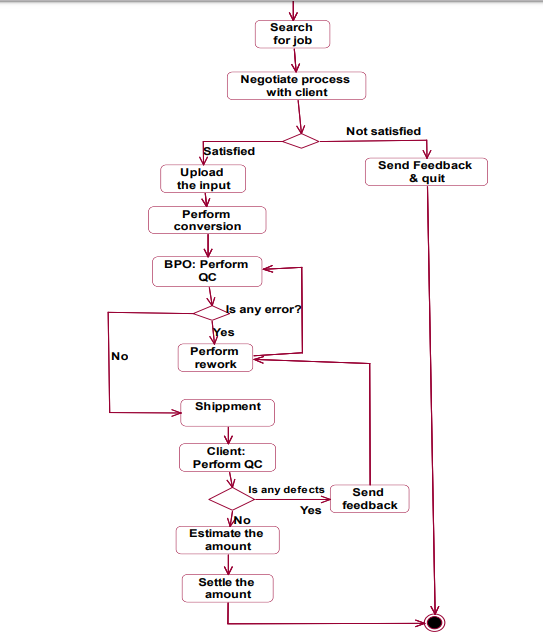 Search
for job
Negotiate process
with client
Not satisfied
Satisfied
Send Feedback
& quit
Upload
the input
Perform
conversion
BPO: Perform
QC
Is any error?
Yes
Perform
rework
No
Shippment
Client:
Perform QC
Is any defects
Send
feedback
Yes
No
Estimate the
amount
Settle the
amount